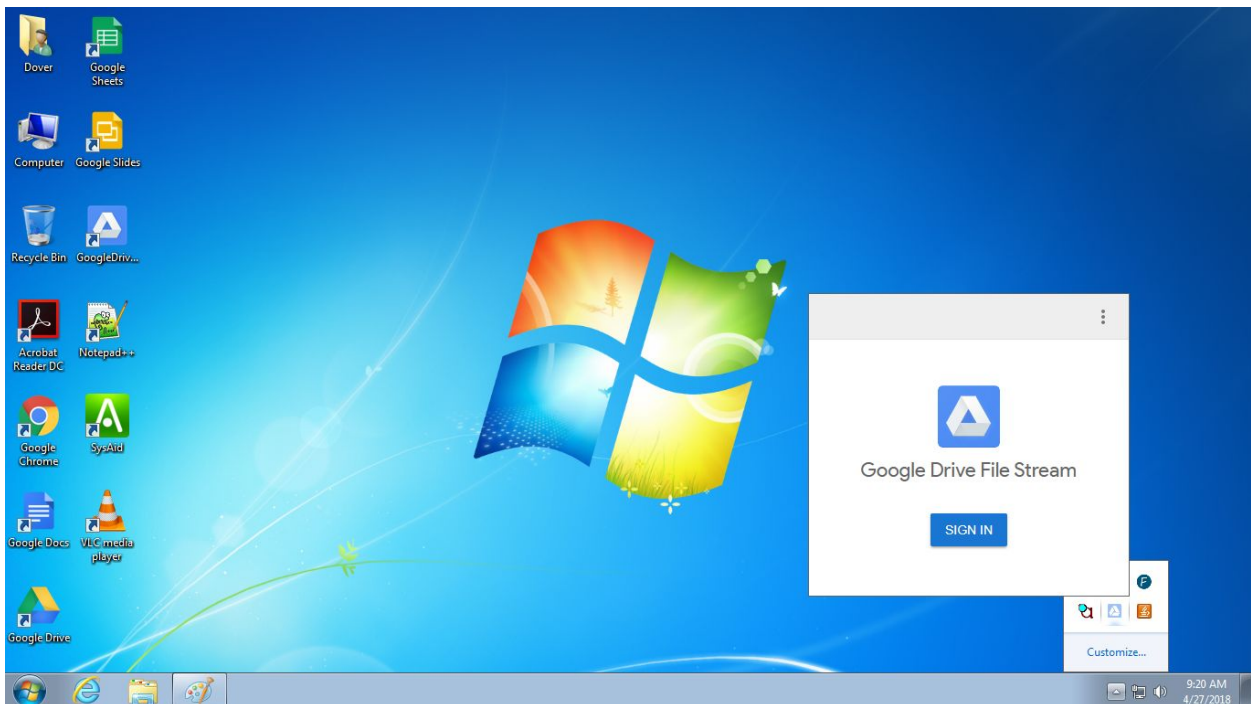 Dover
Google
Sheets
Computer
Google Slides
Recycle Bin
GoogleDriv...
Acrobat
Reader DC
Notepad++
Google
Chrome
SysAid
Google Docs
VLC media
player
Google Drive
Google Drive File Stream
SIGN IN
Customize...
9:20 AM
4/27/2018